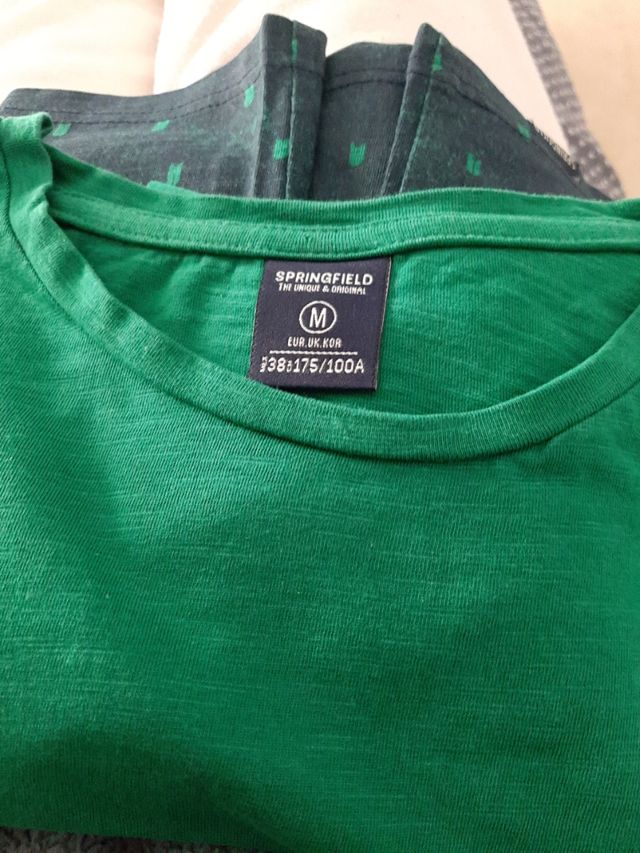 SPRINGFIELD
THE UNIQUE & ORIGINAL
M
EUR.UK.KOR
38 175/100A